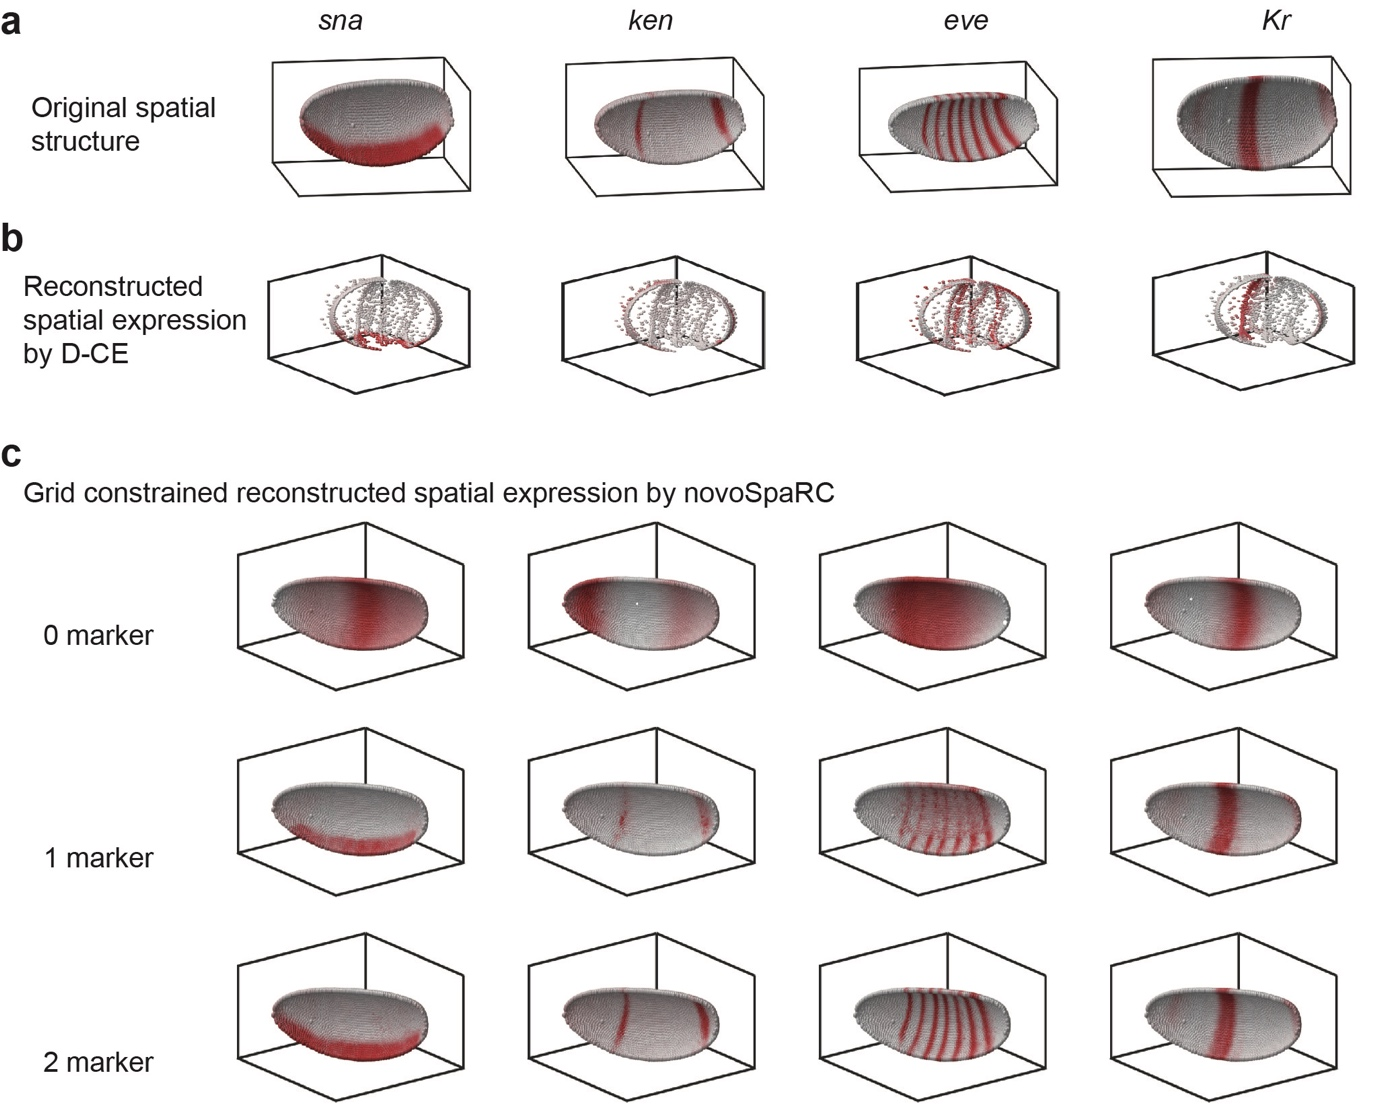 a
sna ken eve Kr
Original spatial
structure
b
Reconstructed
spatial expression
by D-CE
c
Grid constrained reconstructed spatial expression by novoSpaRC
0 marker
1 marker
2 marker